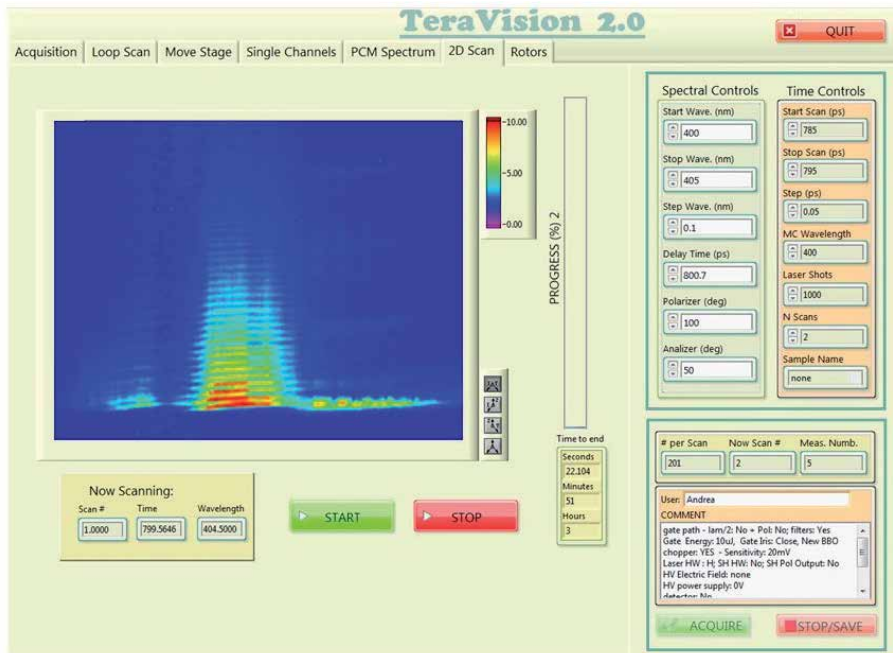 TeraVision 2.0
QUIT
Acquisition Loop Scan Move Stage Single Channels PCM Spectrum 2D Scan Rotors
10.00
5.00
0.00
PROGRESS (%) 2
Time to end
Seconds
22.104
Minutes
51
Hours
3
Now Scanning:
Scan # Time Wavelength
1.0000 799.5646 404.5000
START
STOP
Spectral Controls
Start Wave. (nm)
400
Stop Wave. (nm)
405
Step Wave. (nm)
0.1
Delay Time (ps)
800.7
Polarizer (deg)
100
Analizer (deg)
50
Time Controls
Start Scan (ps)
785
Stop Scan (ps)
795
Step (ps)
0.05
MC Wavelength
400
Laser Shots
1000
N Scans
2
Sample Name
none
# per Scan Now Scan # Meas. Numb.
201 2 5
User: Andrea
COMMENT
gate path - lam/2: No + Pol: No; filters: Yes
Gate Energy: 10uJ, Gate Iris: Close, New BBO
chopper: YES - Sensitivity: 20mV
Laser HW : H; SH HW: No; SH Pol Output: No
HV Electric Field: none
HV power supply: 0V
detector: No
ACQUIRE
STOP/SAVE